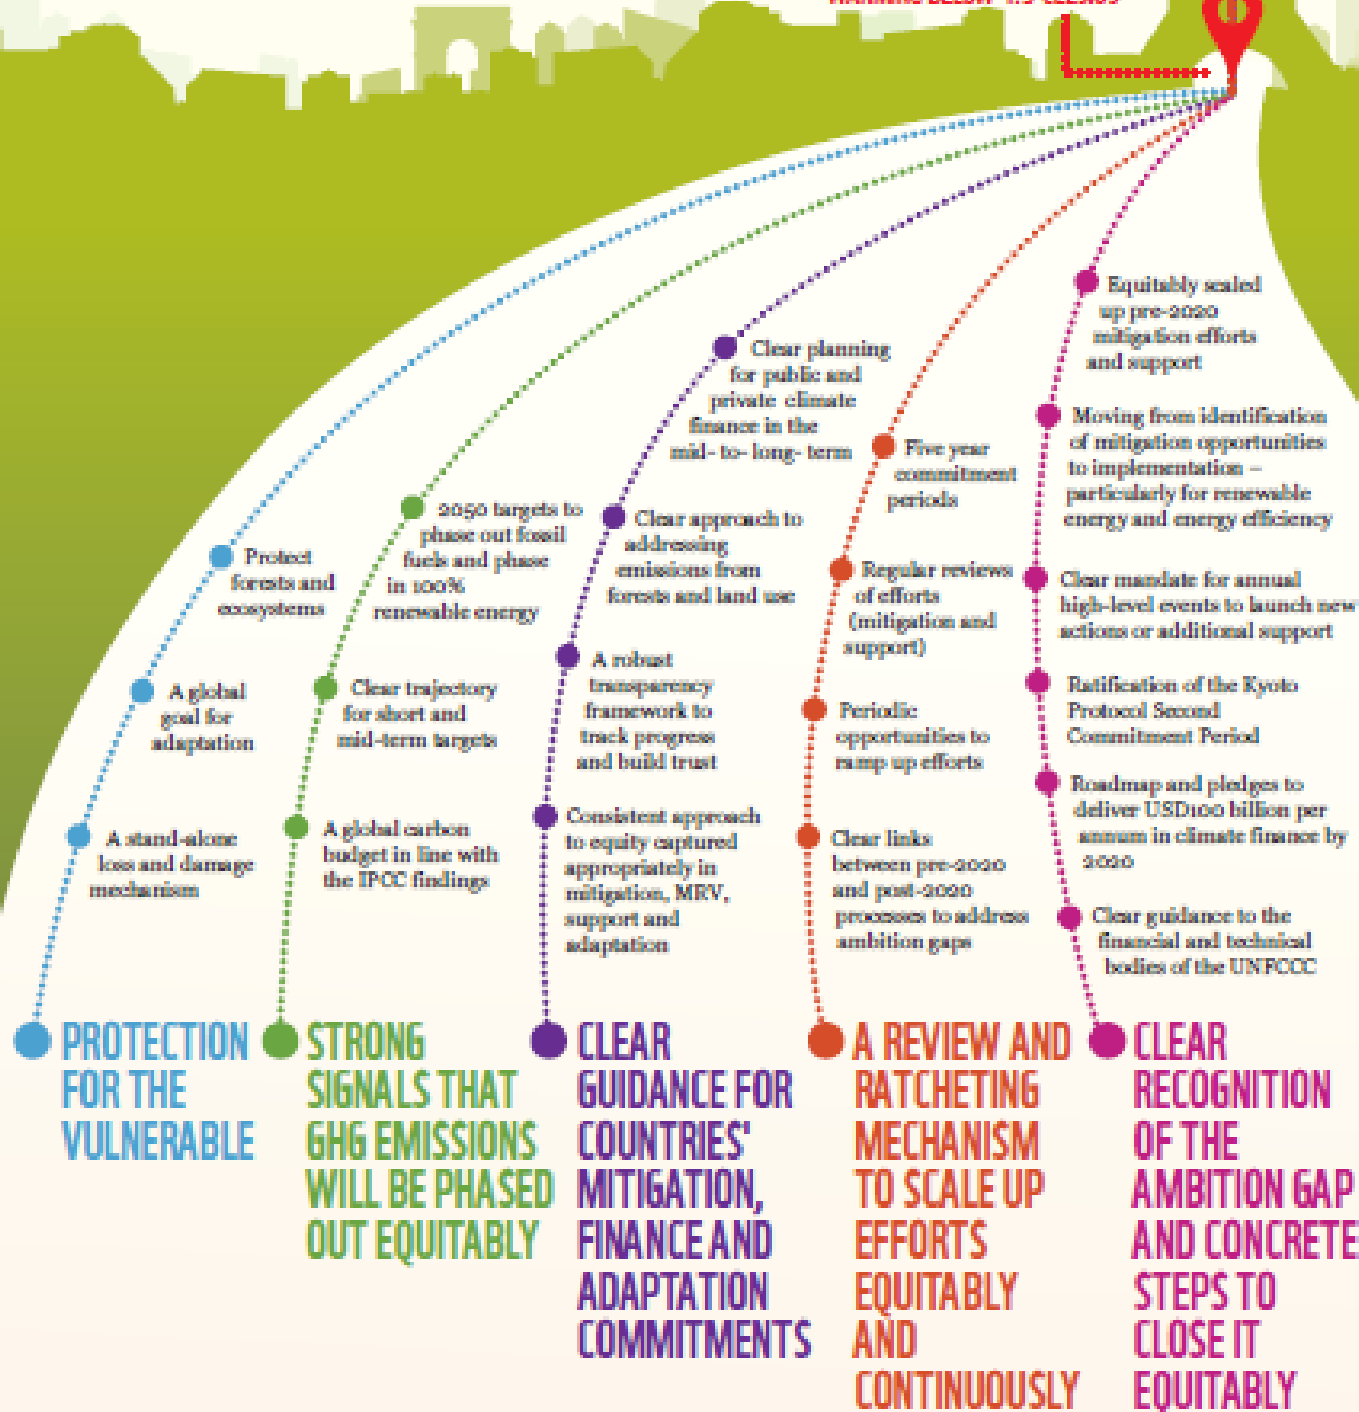 WARMING BELOW 1.5 CELSIUS
Equitably scaled
up pre-2020
mitigation efforts
and support
Moving from identification
of mitigation opportunities
to implementation –
particularly for renewable
energy and energy efficiency
Clear mandate for annual
high-level events to launch new
actions or additional support
Ratification of the Kyoto
Protocol Second
Commitment Period
Roadmap and pledges to
deliver USD100 billion per
annum in climate finance by
2020
Clear guidance to the
financial and technical
bodies of the UNFCCC
Clear planning
for public and
private climate
finance in the
mid- to- long- term
Clear approach to
addressing
emissions from
forests and land use
A robust
transparency
framework to
track progress
and build trust
Consistent approach
to equity captured
appropriately in
mitigation, MRV,
support and
adaptation
Five year
commitment
periods
Regular reviews
of efforts
(mitigation and
support)
Periodic
opportunities to
ramp up efforts
Clear links
between pre-2020
and post-2020
processes to address
ambition gaps
2050 targets to
phase out fossil
fuels and phase
in 100%
renewable energy
Clear trajectory
for short and
mid-term targets
A global carbon
budget in line with
the IPCC findings
Protect
forests and
ecosystems
A global
goal for
adaptation
A stand-alone
loss and damage
mechanism
PROTECTION
FOR THE
VULNERABLE
STRONG
SIGNALS THAT
GHG EMISSIONS
WILL BE PHASED
OUT EQUITABLY
CLEAR
GUIDANCE FOR
COUNTRIES'
MITIGATION,
FINANCE AND
ADAPTATION
COMMITMENTS
A REVIEW AND
RATCHETING
MECHANISM
TO SCALE UP
EFFORTS
EQUITABLY
AND
CONTINUOUSLY
CLEAR
RECOGNITION
OF THE
AMBITION GAP
AND CONCRETE
STEPS TO
CLOSE IT
EQUITABLY